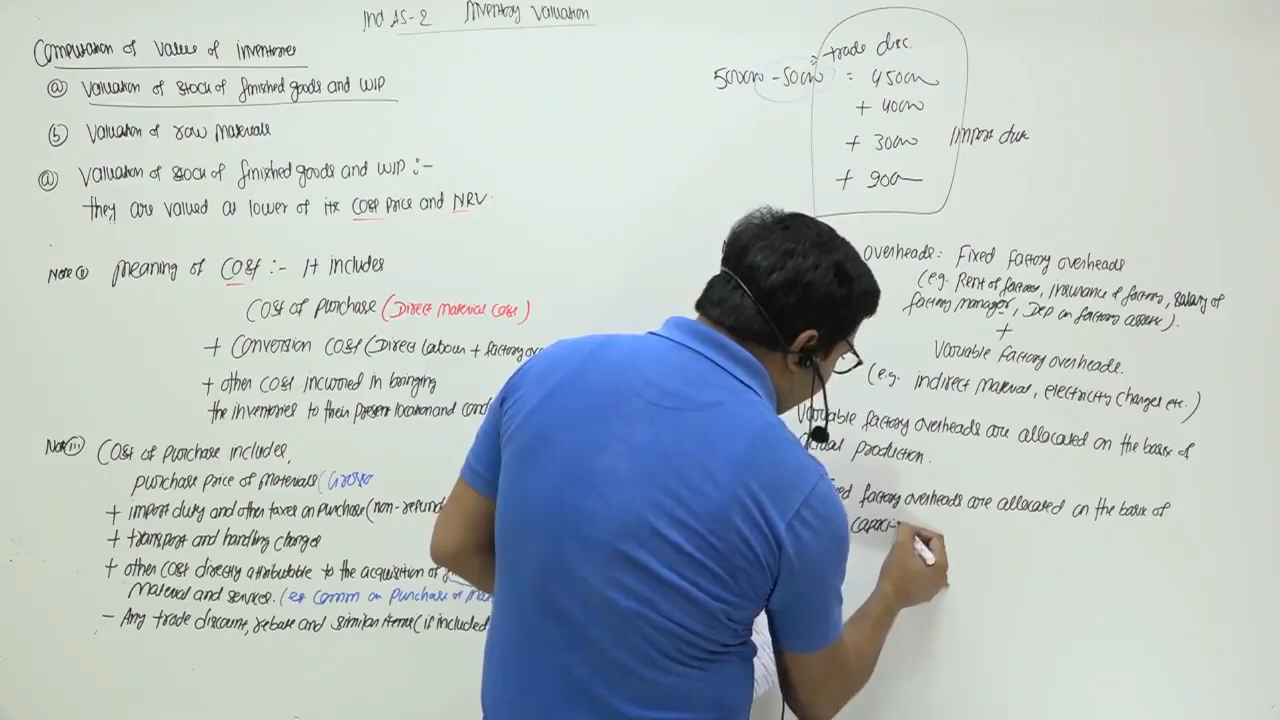 Ind AS-2 Inventory Valuation
Computation of Value of inventories
(a) Valuation of stock of finished goods and WIP
(b) Valuation of raw materials
(a) Valuation of stock of finished goods and WIP :-
they are valued at lower of its cost price and NRV.
Note (i) meaning of cost :- It includes
Cost of purchase (Direct material cost)
+ Conversion cost (Direct labour + factory
+ other cost incurred in bringing
the inventories to their present location and
Note (ii) Cost of purchase includes,
purchase price of materials (Gross
+ import duty and other taxes on purchase (non-
+ transport and handling charges
+ other cost directly attributable to the acquisition of
material and services. (eg comm on purchase of
- Any trade discount, rebate and similar items (if included
trade disc.
= 
+
+ Import duty
+
overheads: Fixed factory overheads
(eg. Rent of factory, insurance of factory, salary of
factory manager, Dep on factory assets).
+
Variable factory overheads.
(e.g. indirect material, electricity charges etc.)
Variable factory overheads are allocated on the basis of
production.
factory overheads are allocated on the basis of